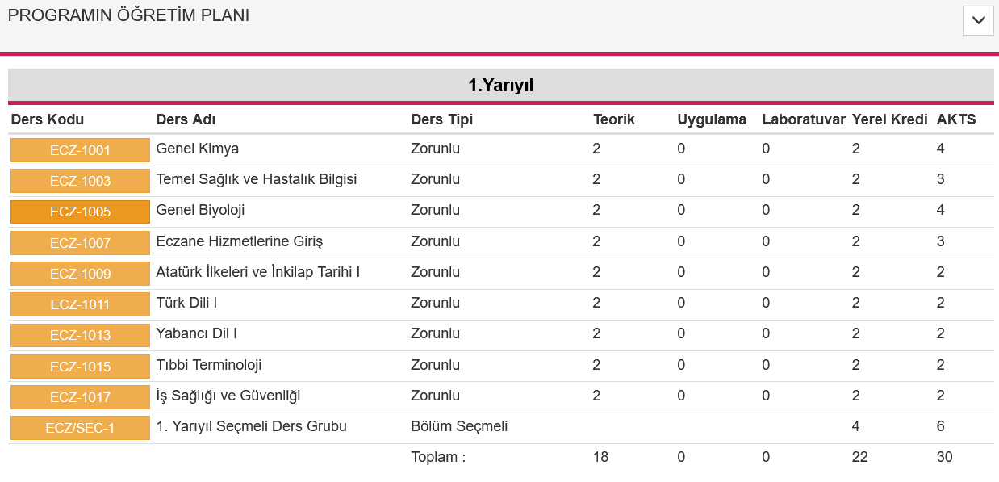 PROGRAMIN ÖĞRETİM PLANI
1.Yarıyıl
Ders Kodu Ders Adı Ders Tipi Teorik Uygulama Laboratuvar Yerel Kredi AKTS
ECZ-1001 Genel Kimya Zorunlu 2 0 0 2 4
ECZ-1003 Temel Sağlık ve Hastalık Bilgisi Zorunlu 2 0 0 2 3
ECZ-1005 Genel Biyoloji Zorunlu 2 0 0 2 4
ECZ-1007 Eczane Hizmetlerine Giriş Zorunlu 2 0 0 2 3
ECZ-1009 Atatürk İlkeleri ve İnkilap Tarihi I Zorunlu 2 0 0 2 2
ECZ-1011 Türk Dili I Zorunlu 2 0 0 2 2
ECZ-1013 Yabancı Dil I Zorunlu 2 0 0 2 2
ECZ-1015 Tıbbi Terminoloji Zorunlu 2 0 0 2 2
ECZ-1017 İş Sağlığı ve Güvenliği Zorunlu 2 0 0 2 2
ECZ/SEC-1 1. Yarıyıl Seçmeli Ders Grubu Bölüm Seçmeli 4 6
Toplam : 18 0 0 22 30